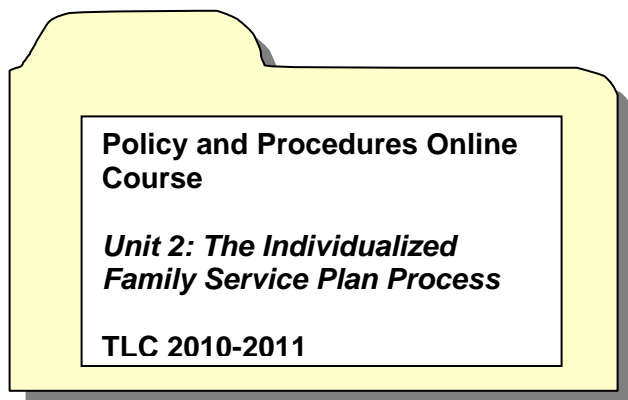 Policy and Procedures Online
Course
Unit 2: The Individualized
Family Service Plan Process
TLC 2010-2011